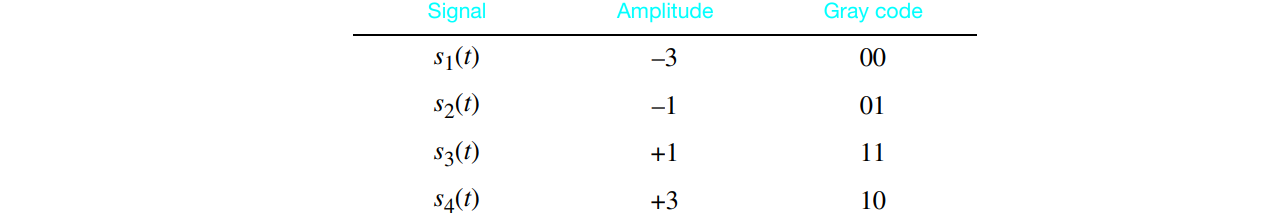 Signal Amplitude Gray code
s1(t) –3 00
s2(t) –1 01
s3(t) +1 11
s4(t) +3 10